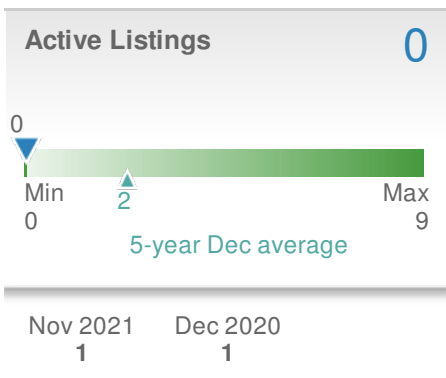 Active Listings 0
0
Min 2 Max
0 9
5-year Dec average
Nov 2021 Dec 2020
1 1